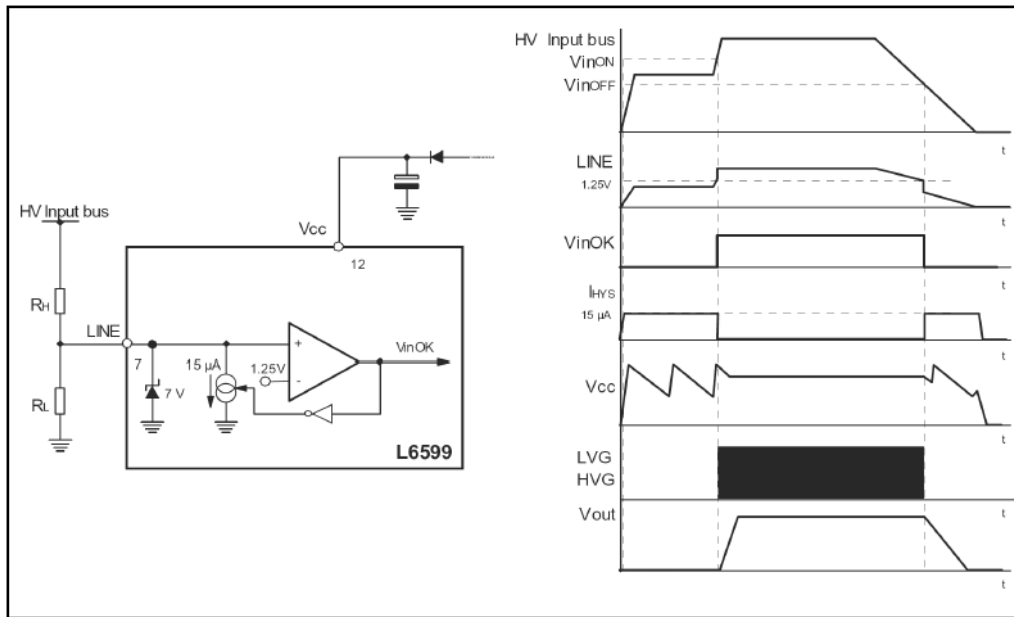 HV Input bus
RH
RL
LINE
7
7 V
15 µA
1.25V
+
-
Vcc
12
VinOK
L6599
HV Input bus
VinON
VinOFF
t
LINE
1.25V
t
VinOK
t
IHYS
15 µA
t
Vcc
t
LVG
HVG
t
Vout
t